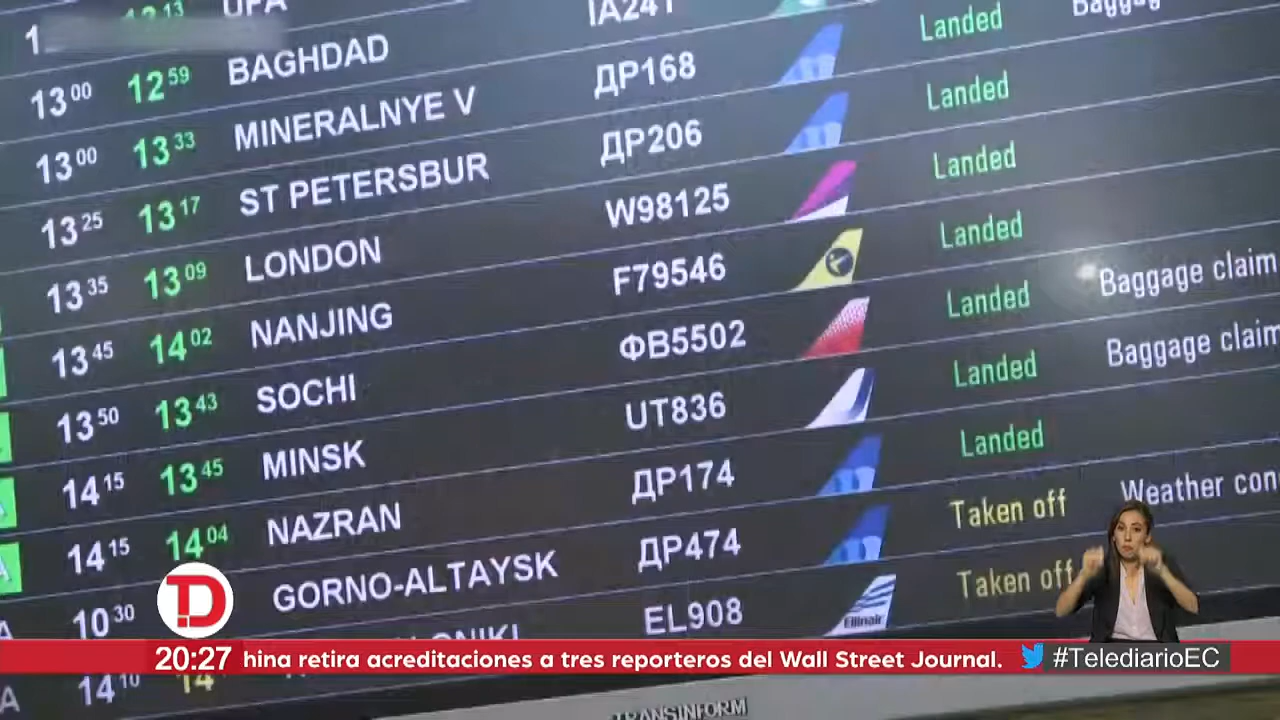 13 UFA
13 00 12 59 BAGHDAD IA241
13 00 13 33 MINERALNYE V ДР168 Landed Baggag
13 25 13 17 ST PETERSBUR ДР206 Landed
13 35 13 09 LONDON W98125 Landed
13 45 14 02 NANJING F79546 Landed
13 50 13 43 SOCHI ФВ5502 Landed Baggage claim
14 15 13 45 MINSK UT836 Landed Baggage claim
14 15 14 04 NAZRAN ДР174 Landed
A 10 30 GORNO-ALTAYSK ДР474 Taken off Weather con
A 14 10 14 LONIKI EL908 Ellinair Taken off
TRANSINFORM
D
20:27 hina retira acreditaciones a tres reporteros del Wall Street Journal. #TelediarioEC